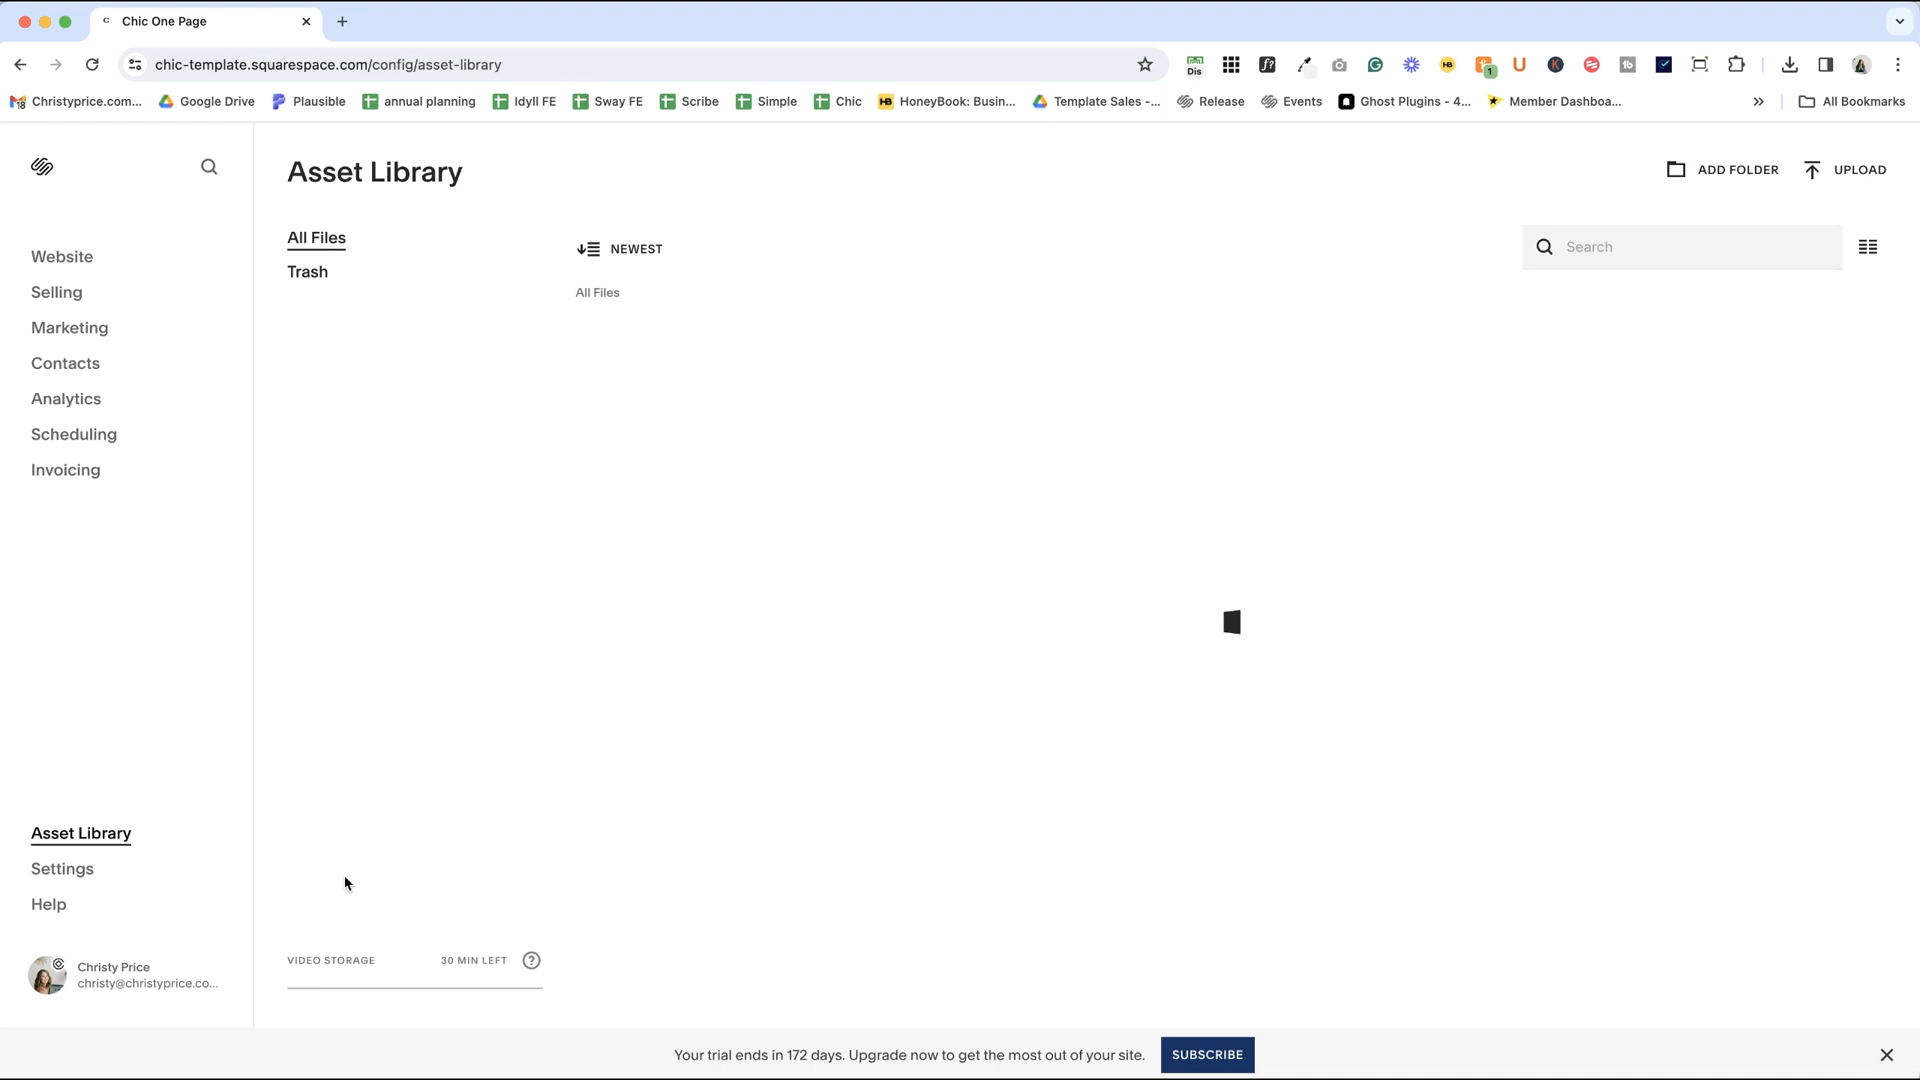 Chic One Page
chic-template.squarespace.com/config/asset-library
Dis
1
Christyprice.com...
Google Drive
Plausible
annual planning
Idyll FE
Sway FE
Scribe
Simple
Chic
HoneyBook: Busin...
Template Sales -...
Release
Events
Ghost Plugins - 4...
Member Dashboa...
All Bookmarks
Asset Library
ADD FOLDER
UPLOAD
All Files
Trash
NEWEST
Search
All Files
Website
Selling
Marketing
Contacts
Analytics
Scheduling
Invoicing
Asset Library
Settings
Help
Christy Price
christy@christyprice.co...
VIDEO STORAGE
30 MIN LEFT
Your trial ends in 172 days. Upgrade now to get the most out of your site.
SUBSCRIBE